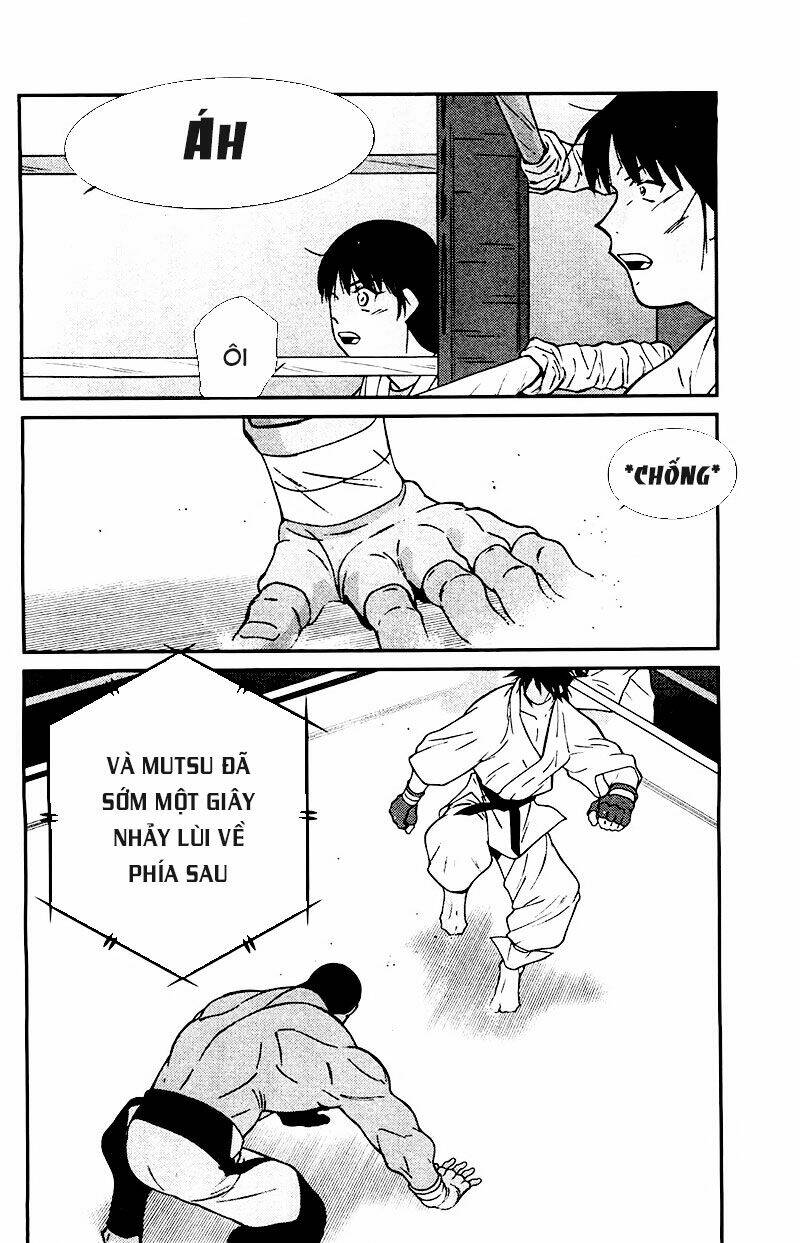 ÁH
ÔI
*CHỐNG*
VÀ MUTSU ĐÃ
SỚM MỘT GIÂY
NHẢY LÙI VỀ
PHÍA SAU